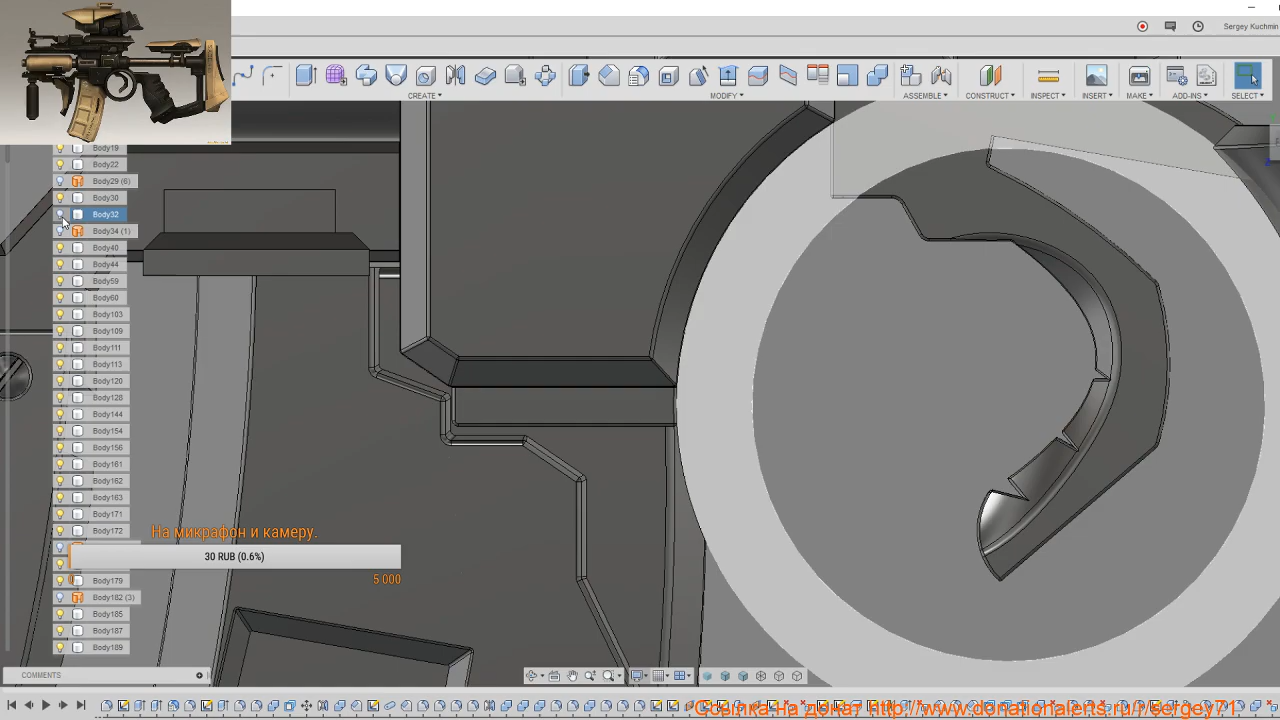 Sergey Kuchmin
CREATE
MODIFY
ASSEMBLE
CONSTRUCT
INSPECT
INSERT
MAKE
ADD-INS
SELECT
Body19
Body22
Body29 (6)
Body30
Body32
Body34 (1)
Body40
Body44
Body59
Body60
Body103
Body109
Body111
Body113
Body120
Body128
Body144
Body154
Body156
Body161
Body162
Body163
Body171
Body172
На микрафон и камеру.
30 RUB (0.6%)
5 000
Body179
Body182 (3)
Body185
Body187
Body189
COMMENTS